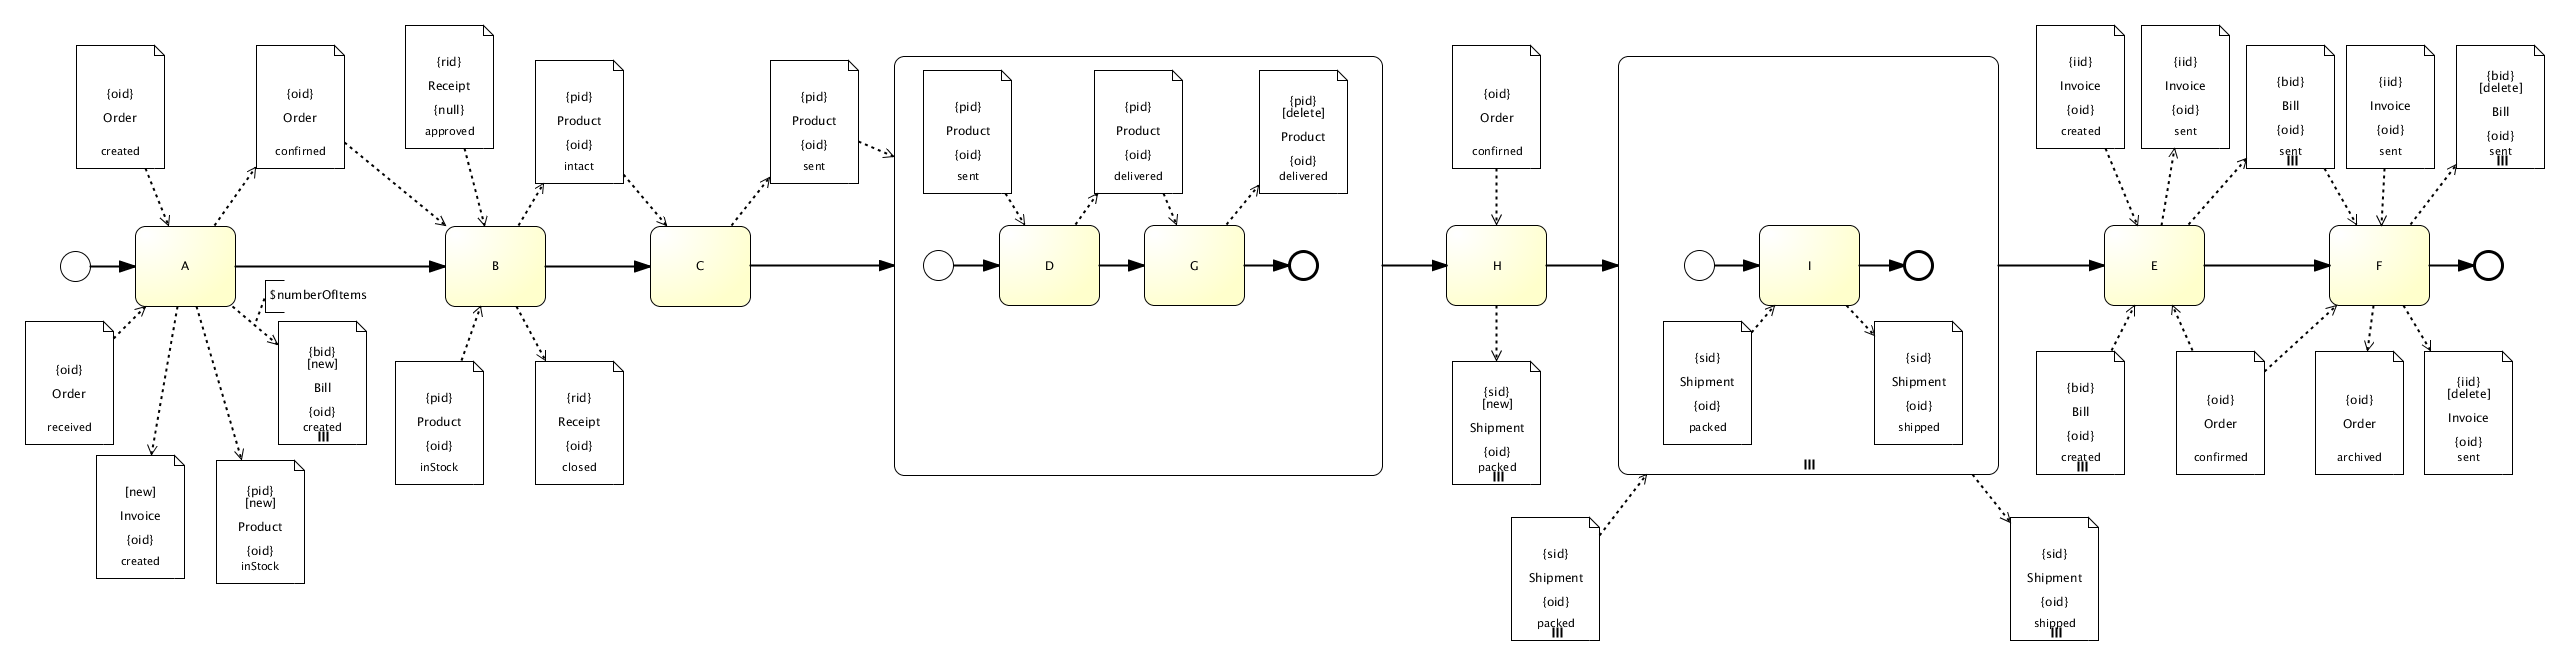 {oid}
Order
created
{oid}
Order
confirmed
{rid}
Receipt
{null}
approved
{pid}
Product
{oid}
intact
{pid}
Product
{oid}
sent
{pid}
Product
{oid}
sent
{pid}
Product
{oid}
delivered
{pid}
[delete]
Product
{oid}
delivered
{oid}
Order
confirmed
{iid}
Invoice
{oid}
created
{iid}
Invoice
{oid}
sent
{bid}
Bill
{oid}
sent
{iid}
Invoice
{oid}
sent
{bid}
[delete]
Bill
{oid}
sent
A
B
C
D
G
H
I
E
F
$numberOfItems
{oid}
Order
received
{bid}
[new]
Bill
{oid}
created
[new]
Invoice
{oid}
created
{pid}
[new]
Product
{oid}
inStock
{pid}
Product
{oid}
inStock
{rid}
Receipt
{oid}
closed
{sid}
[new]
Shipment
{oid}
packed
{sid}
Shipment
{oid}
packed
{sid}
Shipment
{oid}
shipped
{sid}
Shipment
{oid}
packed
{sid}
Shipment
{oid}
shipped
{bid}
Bill
{oid}
created
{oid}
Order
confirmed
{oid}
Order
archived
{iid}
[delete]
Invoice
{oid}
sent